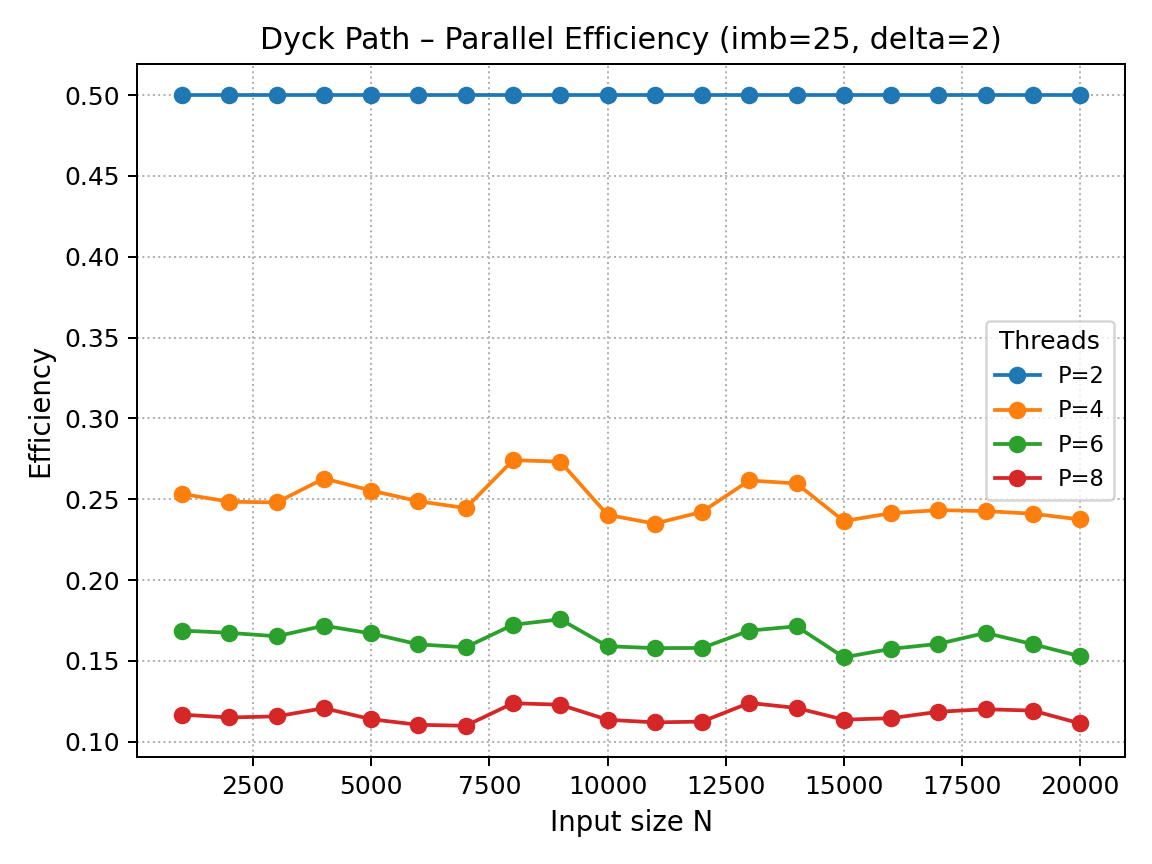 Dyck Path – Parallel Efficiency (imb=25, delta=2)
Efficiency
0.50
0.45
0.40
0.35
0.30
0.25
0.20
0.15
0.10
Threads
P=2
P=4
P=6
P=8
2500 5000 7500 10000 12500 15000 17500 20000
Input size N